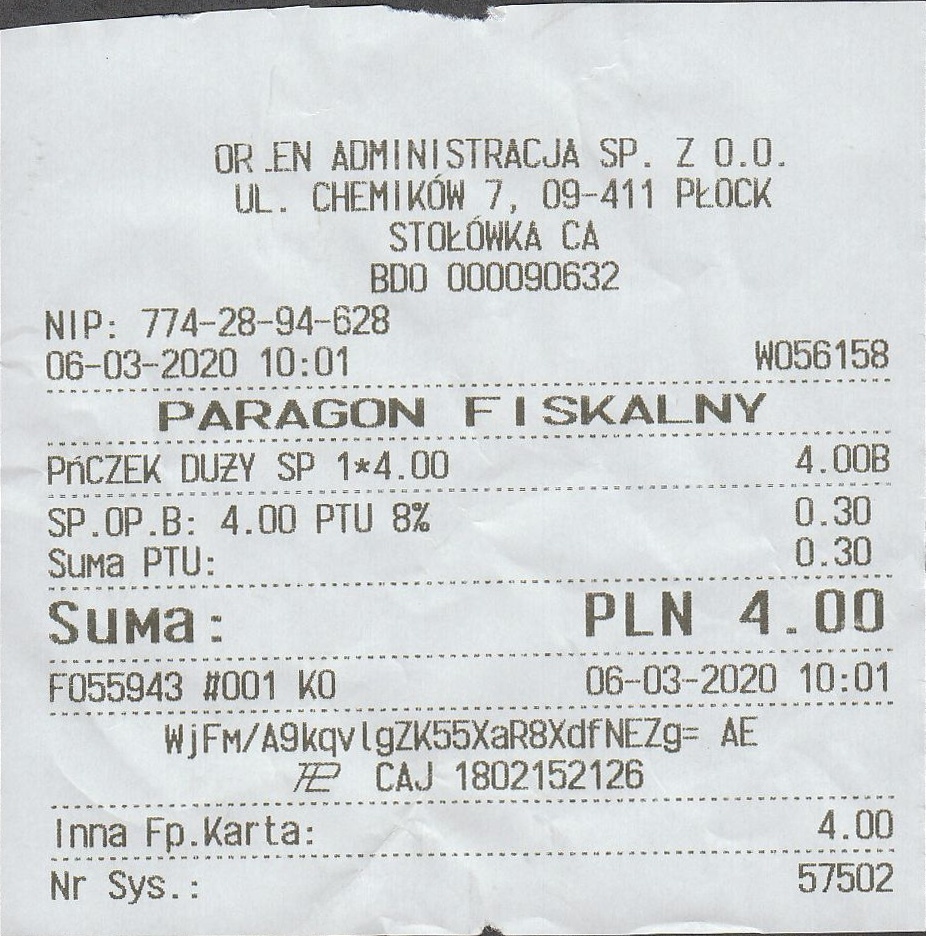 OR.EN ADMINISTRACJA SP. Z O.O.
UL. CHEMIKÓW 7, 09-411 PŁOCK
STOŁÓWKA CA
BDO 000090632
NIP: 774-28-94-628
06-03-2020 10:01 W056158
PARAGON FISKALNY
PńCZEK DUŻY SP 1*4.00 4.00B
SP.OP.B: 4.00 PTU 8% 0.30
Suma PTU: 0.30
Suma: PLN 4.00
F055943 #001 KO 06-03-2020 10:01
WjFM/A9kqvlgZK55XaR8XdfNEZg= AE
CAJ 1802152126
Inna Fp.Karta: 4.00
Nr Sys.: 57502